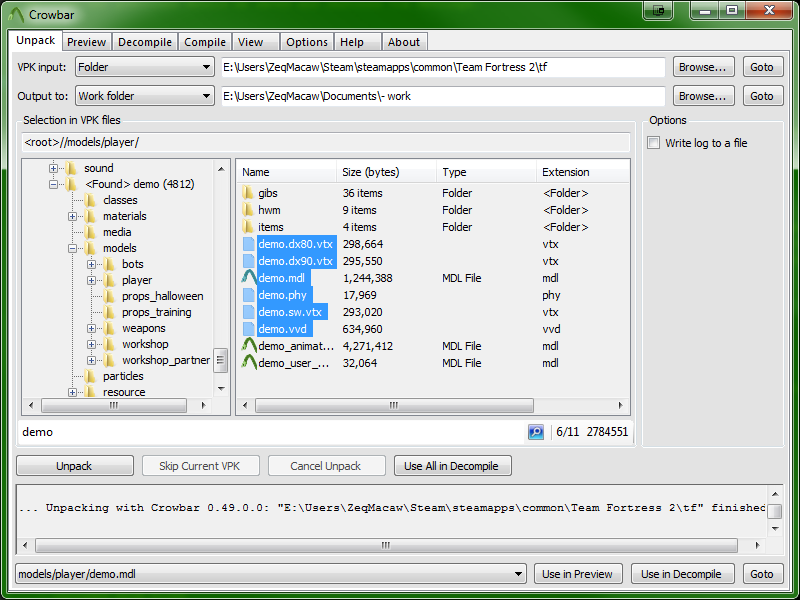 Crowbar
Unpack Preview Decompile Compile View Options Help About
VPK input: Folder E:\Users\ZeqMacaw\Steam\steamapps\common\Team Fortress 2\tf Browse... Goto
Output to: Work folder E:\Users\ZeqMacaw\Documents\- work Browse... Goto
Selection in VPK files Options
<root>//models/player/ Write log to a file
sound Name Size (bytes) Type Extension
<Found> demo (4812) gibs 36 items Folder <Folder>
classes hwm 9 items Folder <Folder>
materials items 4 items Folder <Folder>
media demo.dx80.vtx 298,664 vtx
models demo.dx90.vtx 295,550 vtx
bots demo.mdl 1,244,388 MDL File mdl
player demo.phy 17,969 phy
props_halloween demo.sw.vtx 293,020 vtx
props_training demo.vvd 634,960 vvd
weapons demo_animat... 4,271,412 MDL File mdl
workshop demo_user_... 32,064 MDL File mdl
workshop_partner
particles
resource
demo 6/11 2784551
Unpack Skip Current VPK Cancel Unpack Use All in Decompile
... Unpacking with Crowbar 0.49.0.0: "E:\Users\ZeqMacaw\Steam\steamapps\common\Team Fortress 2\tf" finished
models/player/demo.mdl Use in Preview Use in Decompile Goto